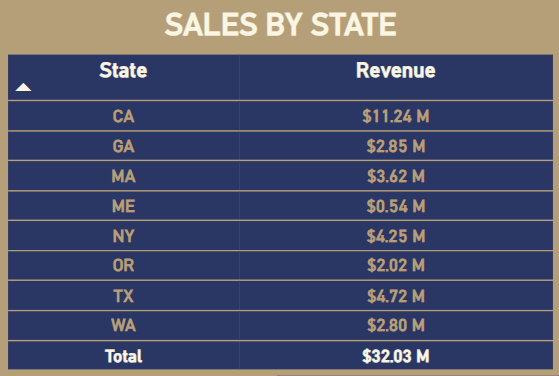 SALES BY STATE
State Revenue
CA $11.24 M
GA $2.85 M
MA $3.62 M
ME $0.54 M
NY $4.25 M
OR $2.02 M
TX $4.72 M
WA $2.80 M
Total $32.03 M